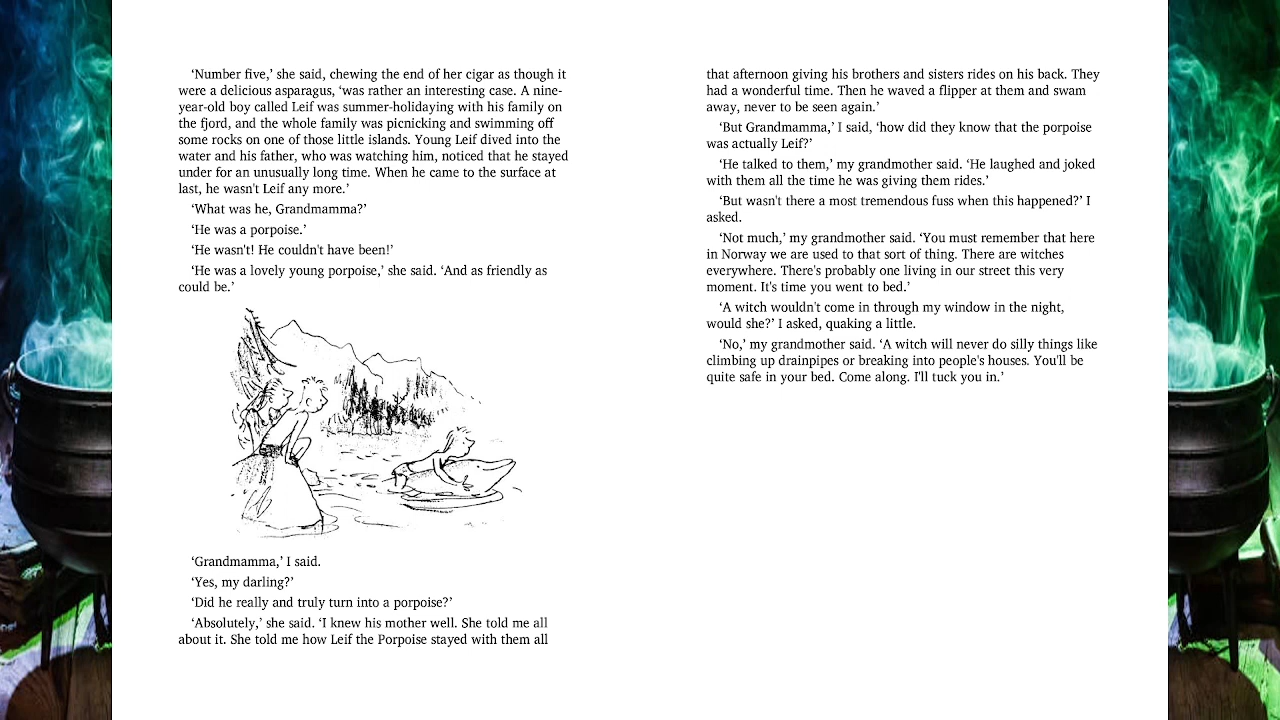 ‘Number five,’ she said, chewing the end of her cigar as though it
were a delicious asparagus, ‘was rather an interesting case. A nine-
year-old boy called Leif was summer-holidaying with his family on
the fjord, and the whole family was picnicking and swimming off
some rocks on one of those little islands. Young Leif dived into the
water and his father, who was watching him, noticed that he stayed
under for an unusually long time. When he came to the surface at
last, he wasn't Leif any more.’
‘What was he, Grandmamma?’
‘He was a porpoise.’
‘He wasn't! He couldn't have been!’
‘He was a lovely young porpoise,’ she said. ‘And as friendly as
could be.’
‘Grandmamma,’ I said.
‘Yes, my darling?’
‘Did he really and truly turn into a porpoise?’
‘Absolutely,’ she said. ‘I knew his mother well. She told me all
about it. She told me how Leif the Porpoise stayed with them all
that afternoon giving his brothers and sisters rides on his back. They
had a wonderful time. Then he waved a flipper at them and swam
away, never to be seen again.’
‘But Grandmamma,’ I said, ‘how did they know that the porpoise
was actually Leif?’
‘He talked to them,’ my grandmother said. ‘He laughed and joked
with them all the time he was giving them rides.’
‘But wasn't there a most tremendous fuss when this happened?’ I
asked.
‘Not much,’ my grandmother said. ‘You must remember that here
in Norway we are used to that sort of thing. There are witches
everywhere. There's probably one living in our street this very
moment. It's time you went to bed.’
‘A witch wouldn't come in through my window in the night,
would she?’ I asked, quaking a little.
‘No,’ my grandmother said. ‘A witch will never do silly things like
climbing up drainpipes or breaking into people's houses. You'll be
quite safe in your bed. Come along. I'll tuck you in.’